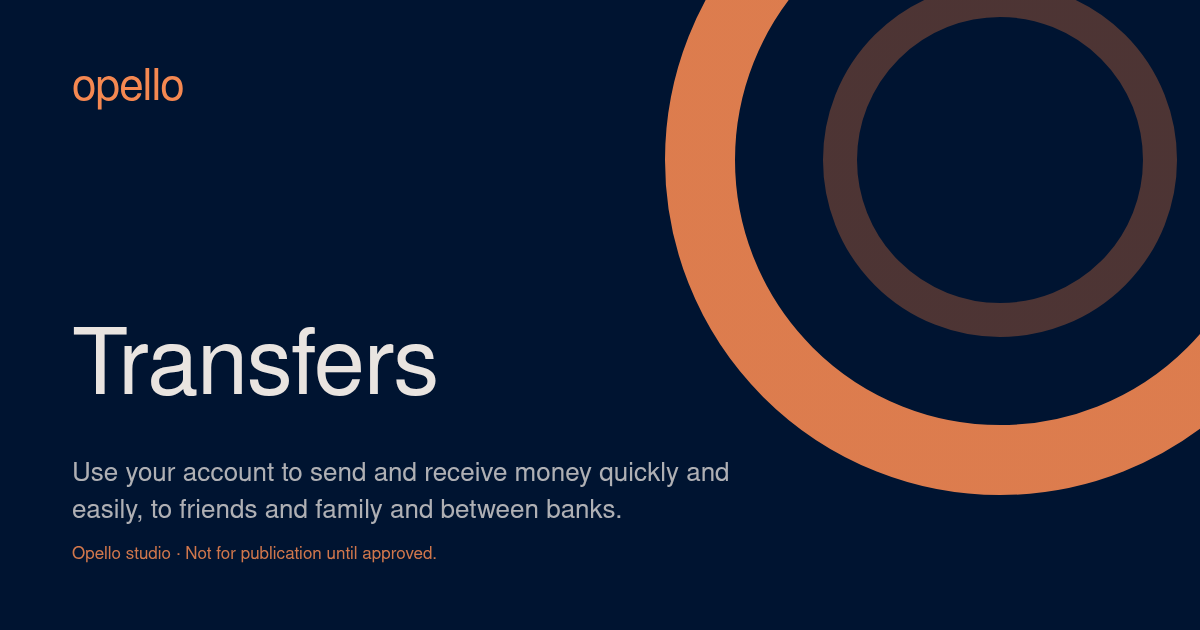 opello
Transfers
Use your account to send and receive money quickly and
easily, to friends and family and between banks.
Opello studio · Not for publication until approved.